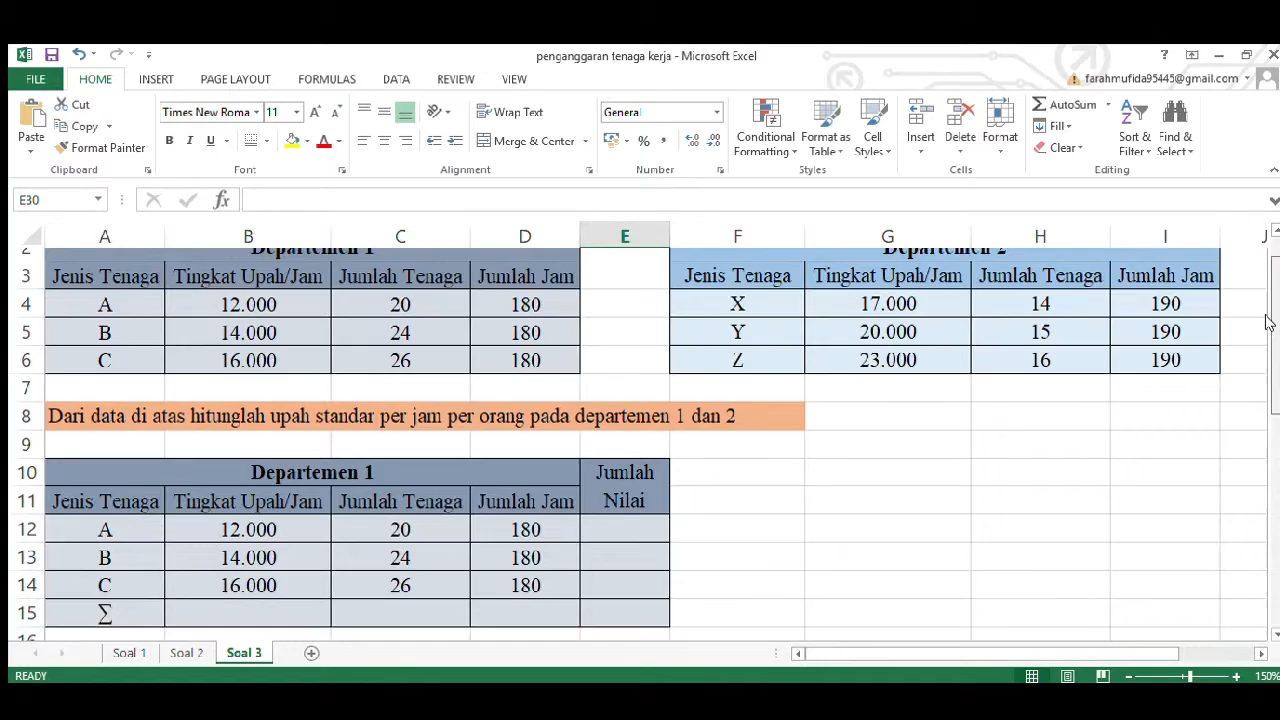 penganggaran tenaga kerja - Microsoft Excel
FILE HOME INSERT PAGE LAYOUT FORMULAS DATA REVIEW VIEW
farahmufida95445@gmail.com
Paste
Cut
Copy
Format Painter
Clipboard
Times New Roma 11
B I U
Font
Wrap Text
Merge & Center
Alignment
General
%
Number
Conditional Formatting
Format as Table
Cell Styles
Styles
Insert
Delete
Format
Cells
AutoSum
Fill
Clear
Sort & Filter
Find & Select
Editing
E30
fx
A B C D E F G H I J
2 Departemen 1 Departemen 2
3 Jenis Tenaga Tingkat Upah/Jam Jumlah Tenaga Jumlah Jam Jenis Tenaga Tingkat Upah/Jam Jumlah Tenaga Jumlah Jam
4 A 12.000 20 180 X 17.000 14 190
5 B 14.000 24 180 Y 20.000 15 190
6 C 16.000 26 180 Z 23.000 16 190
7
8 Dari data di atas hitunglah upah standar per jam per orang pada departemen 1 dan 2
9
10 Departemen 1 Jumlah
11 Jenis Tenaga Tingkat Upah/Jam Jumlah Tenaga Jumlah Jam Nilai
12 A 12.000 20 180
13 B 14.000 24 180
14 C 16.000 26 180
15 ∑
16
Soal 1 Soal 2 Soal 3
READY
150%